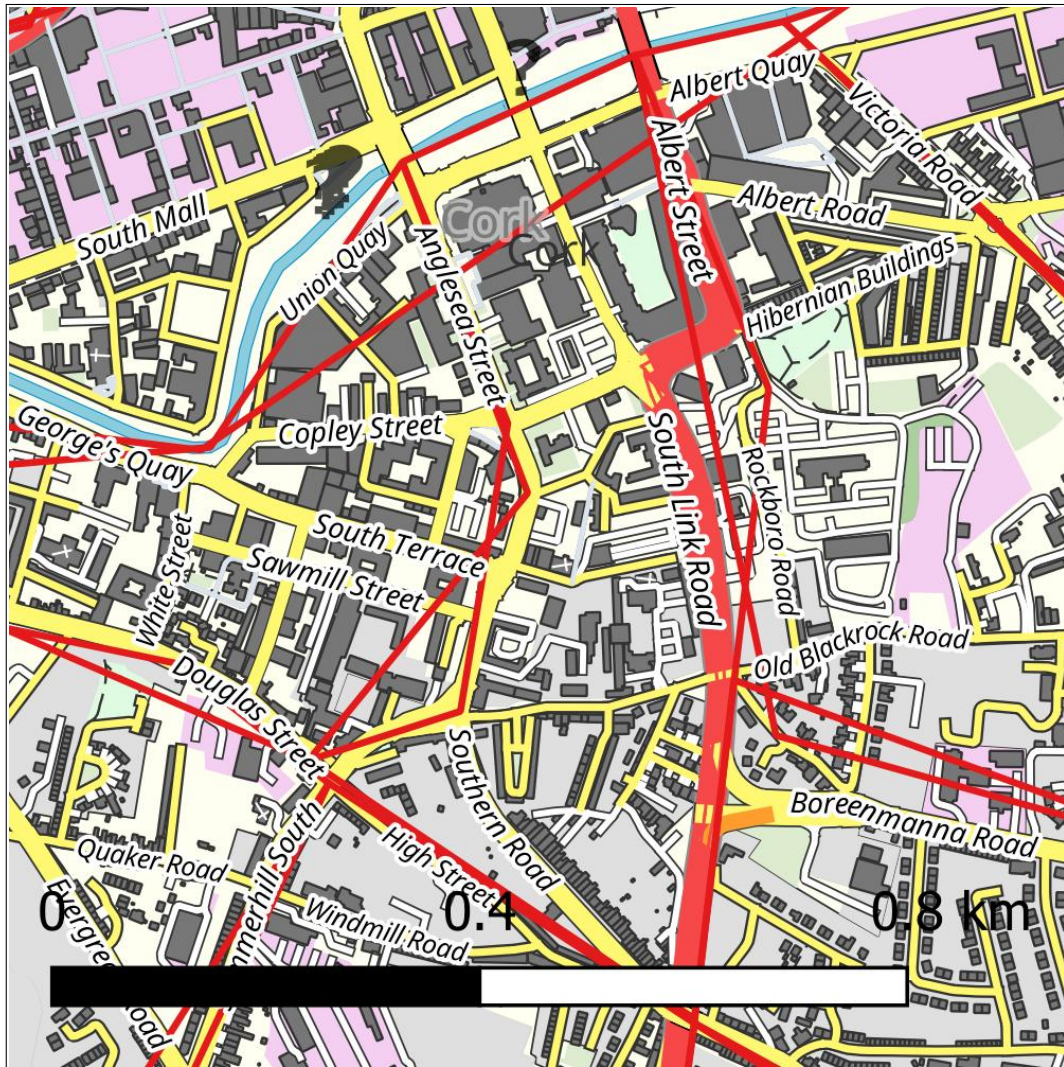 Albert Quay
Victoria Road
Albert Street
Albert Road
South Mall
Cork
Cork
Union Quay
Anglesea Street
Hibernian Buildings
George's Quay
Copley Street
South Link Road
Rockboro Road
White Street
South Terrace
Sawmill Street
Old Blackrock Road
Douglas Street
Southern Road
Boreenmanna Road
Quaker Road
High Street
Windmill Road
0 0.4 0.8 km